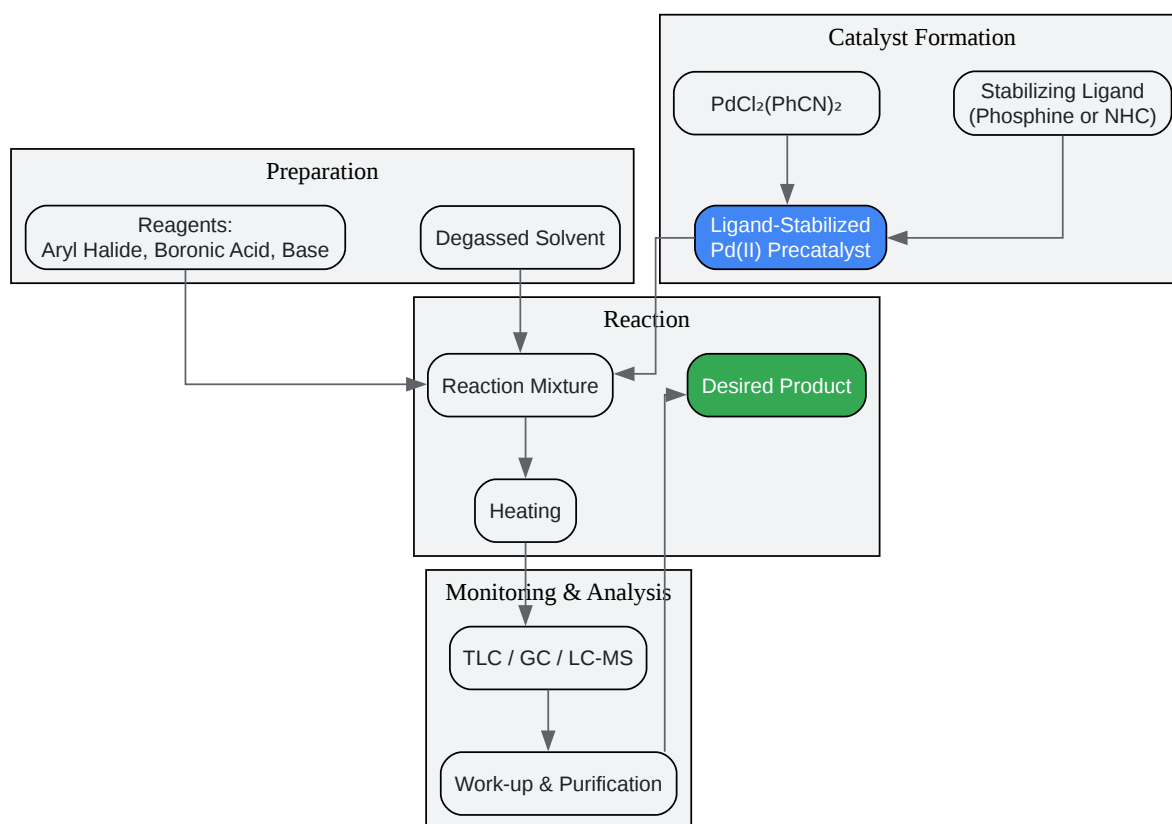 Catalyst Formation
PdCl₂(PhCN)₂
Stabilizing Ligand
(Phosphine or NHC)
Preparation
Reagents:
Aryl Halide, Boronic Acid, Base
Degassed Solvent
Ligand-Stabilized
Pd(II) Precatalyst
Reaction
Reaction Mixture
Desired Product
Heating
Monitoring & Analysis
TLC / GC / LC-MS
Work-up & Purification